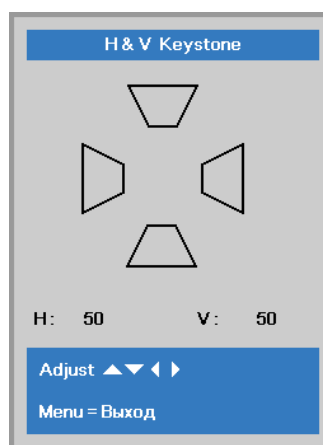 H & V Keystone
H: 50 V: 50
Adjust ▲▼◀▶
Menu = Выход